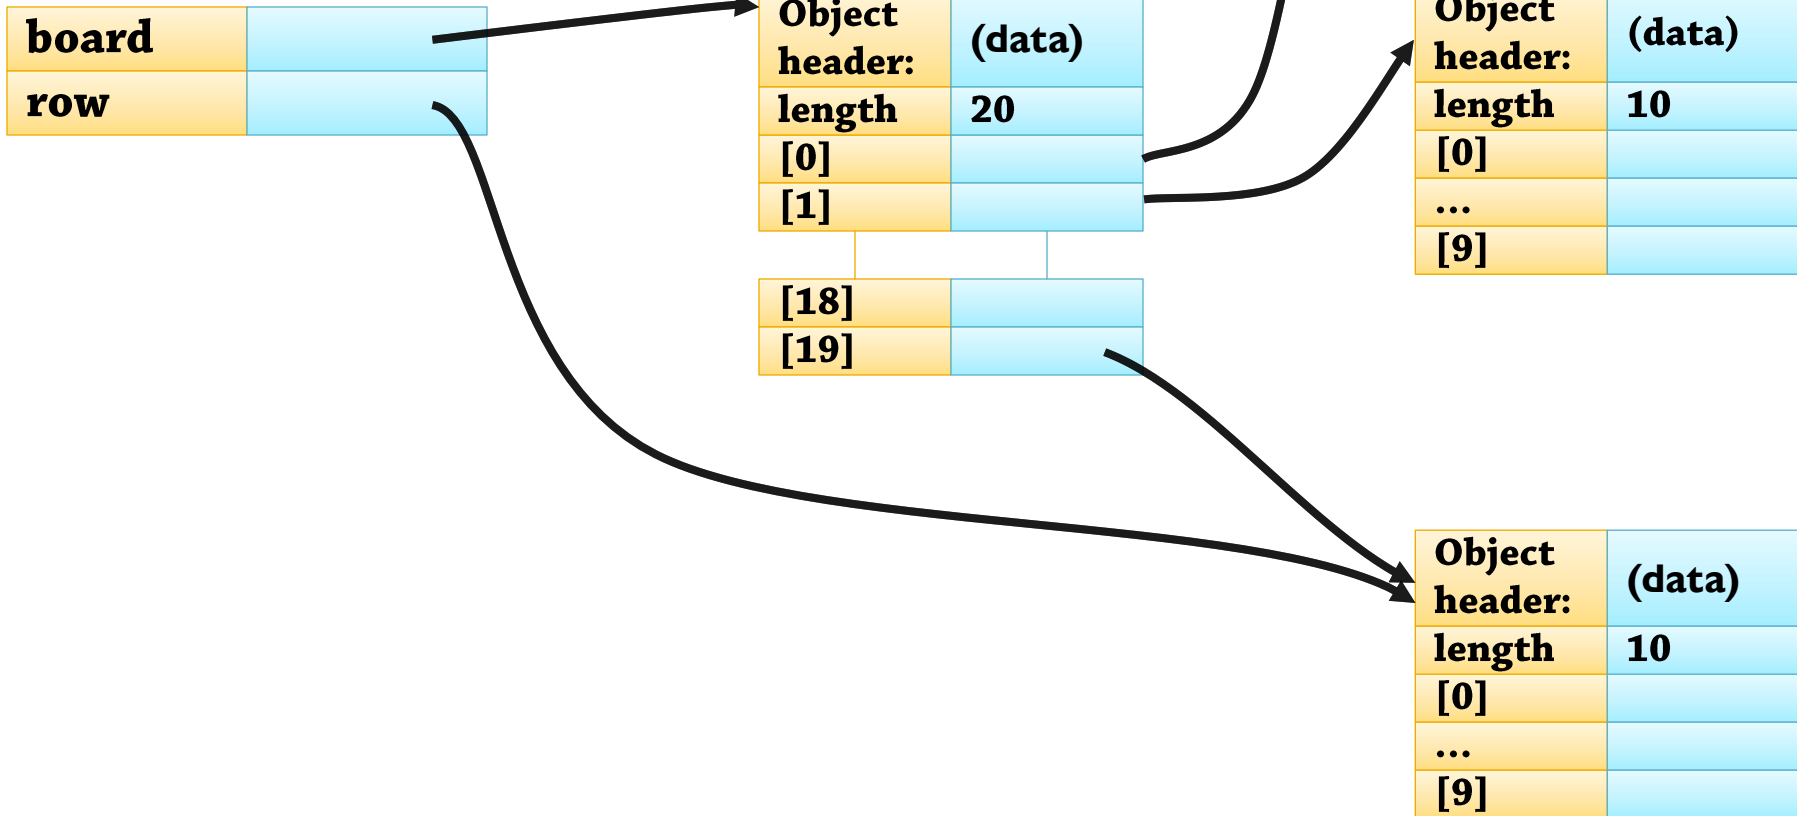 board
row
Object
header:
(data)
length 20
[0]
[1]
[18]
[19]
Object
header:
(data)
length 10
[0]
...
[9]
Object
header:
(data)
length 10
[0]
...
[9]